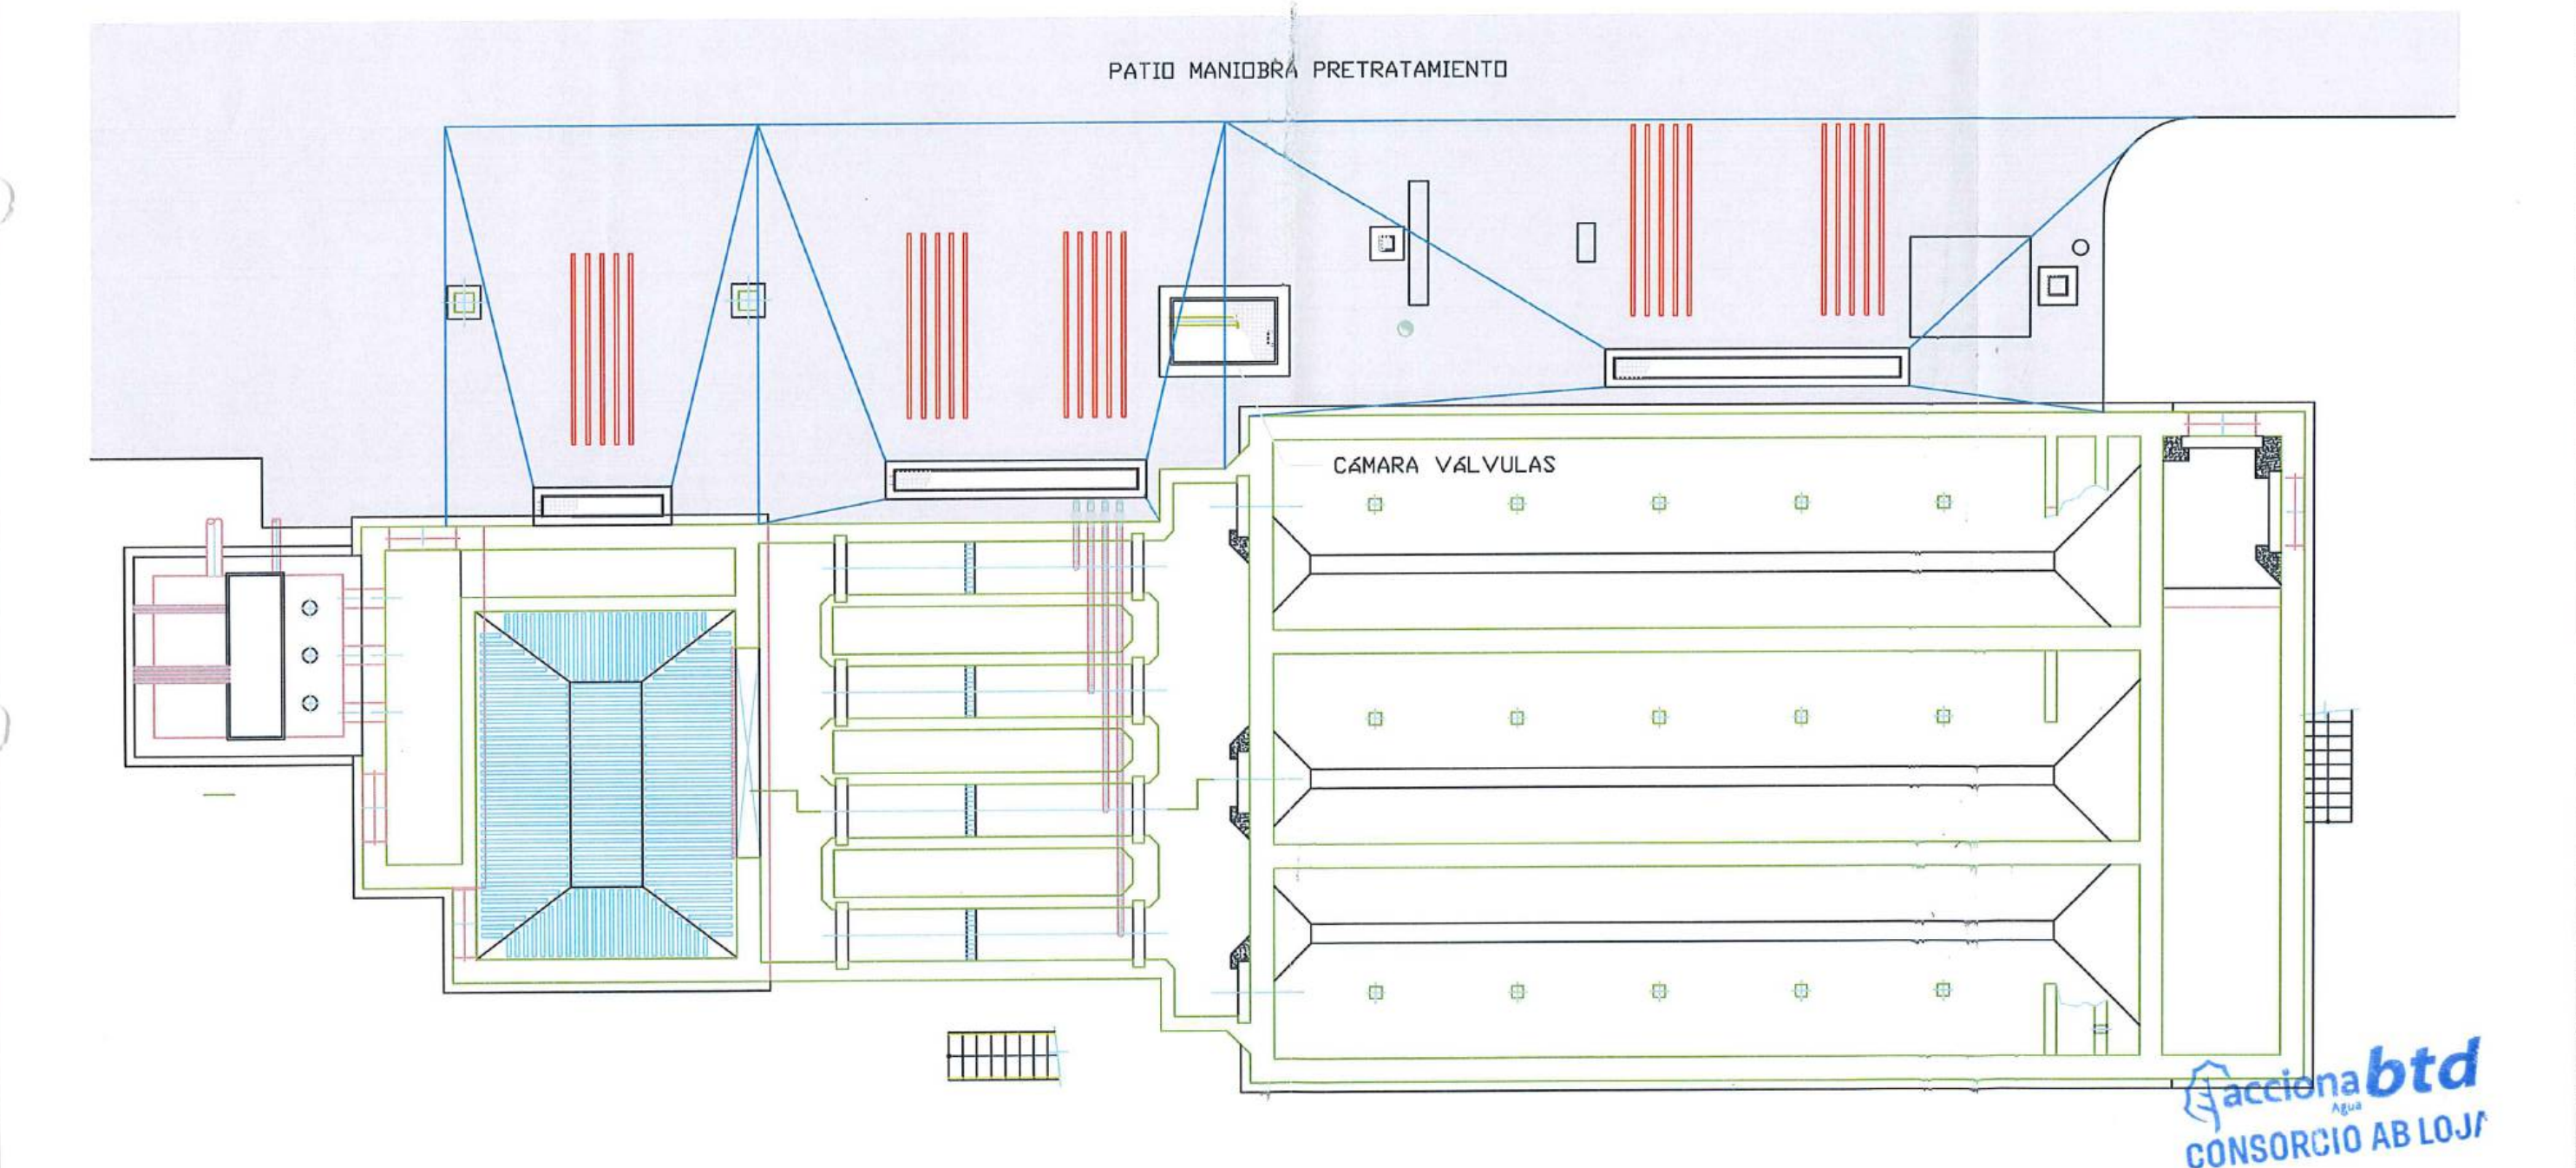 PATIO MANIOBRA PRETRATAMIENTO
CÁMARA VÁLVULAS
acciona btd
Agua
CONSORCIO AB LOJA